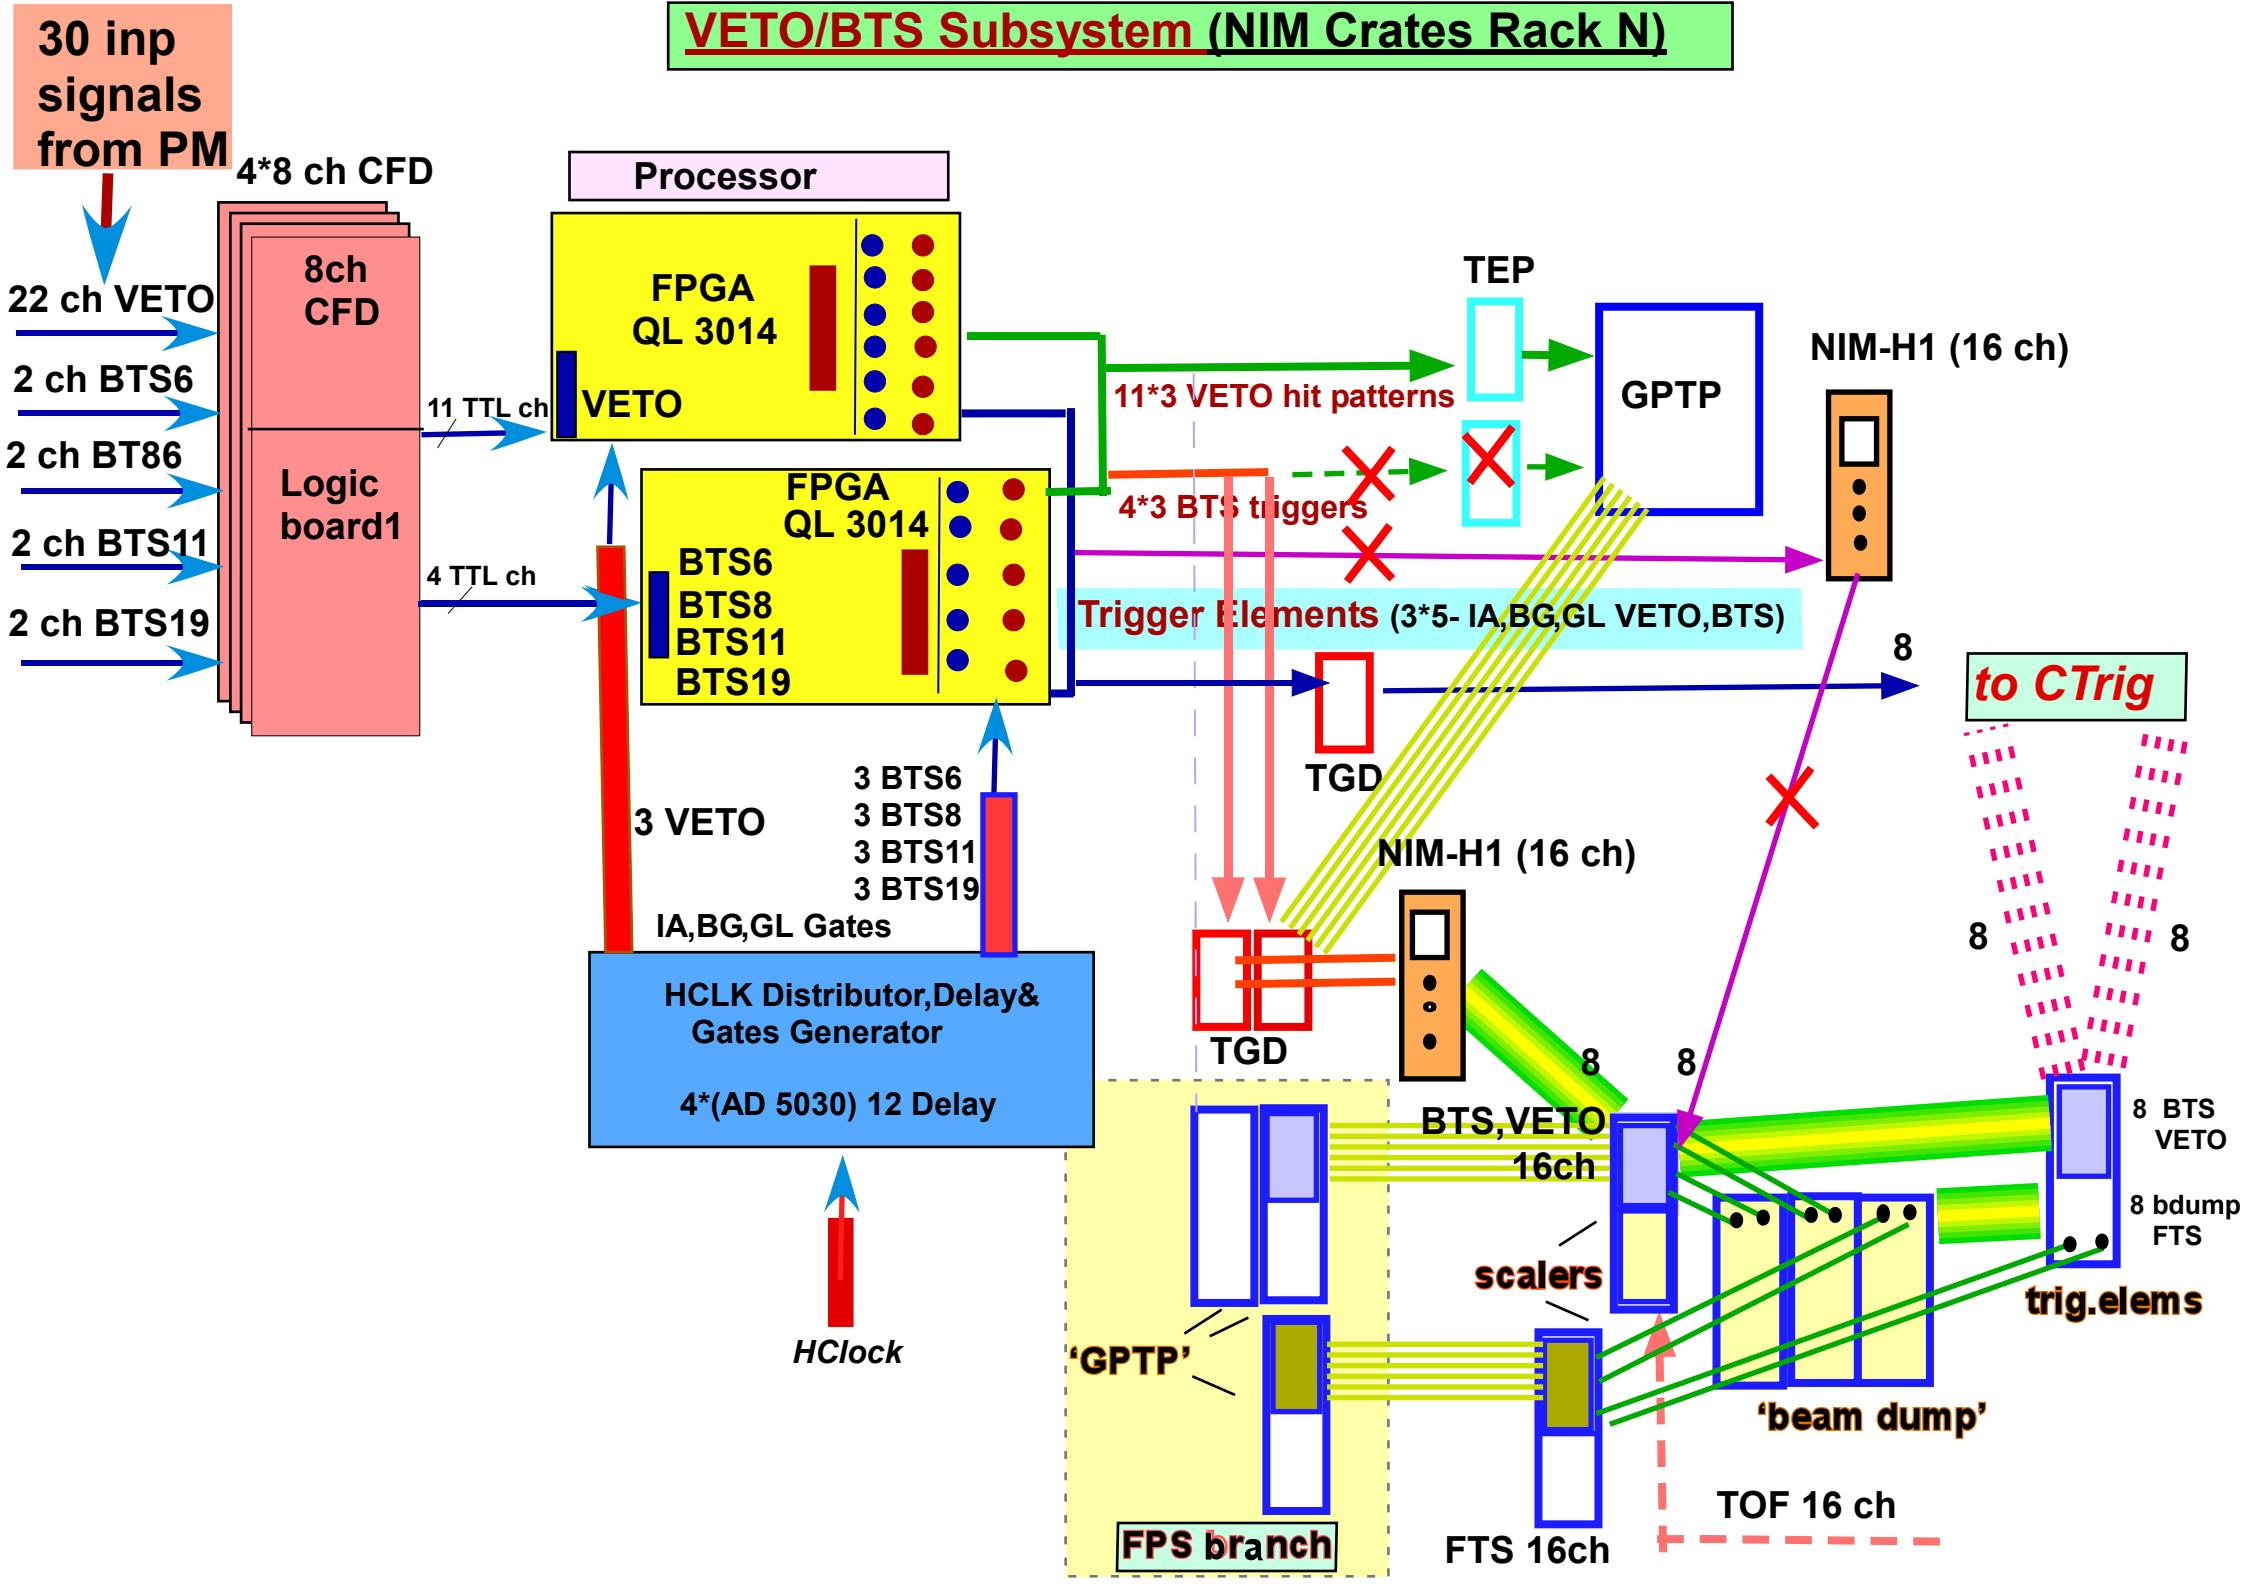 VETO/BTS Subsystem (NIM Crates Rack N)
30 inp
signals
from PM
4*8 ch CFD
Processor
8ch
CFD
Logic
board1
22 ch VETO
2 ch BTS6
2 ch BT86
2 ch BTS11
2 ch BTS19
11 TTL ch
4 TTL ch
FPGA
QL 3014
VETO
FPGA
QL 3014
BTS6
BTS8
BTS11
BTS19
TEP
GPTP
NIM-H1 (16 ch)
11*3 VETO hit patterns
4*3 BTS triggers
Trigger Elements (3*5- IA,BG,GL VETO,BTS)
8
to CTrig
TGD
3 BTS6
3 BTS8
3 BTS11
3 BTS19
3 VETO
IA,BG,GL Gates
NIM-H1 (16 ch)
8
8
HCLK Distributor,Delay&
Gates Generator
4*(AD 5030) 12 Delay
TGD
8
8
BTS,VETO
16ch
8 BTS
VETO
8 bdump
FTS
scalers
trig.elems
HClock
'GPTP'
'beam dump'
TOF 16 ch
FPS branch
FTS 16ch